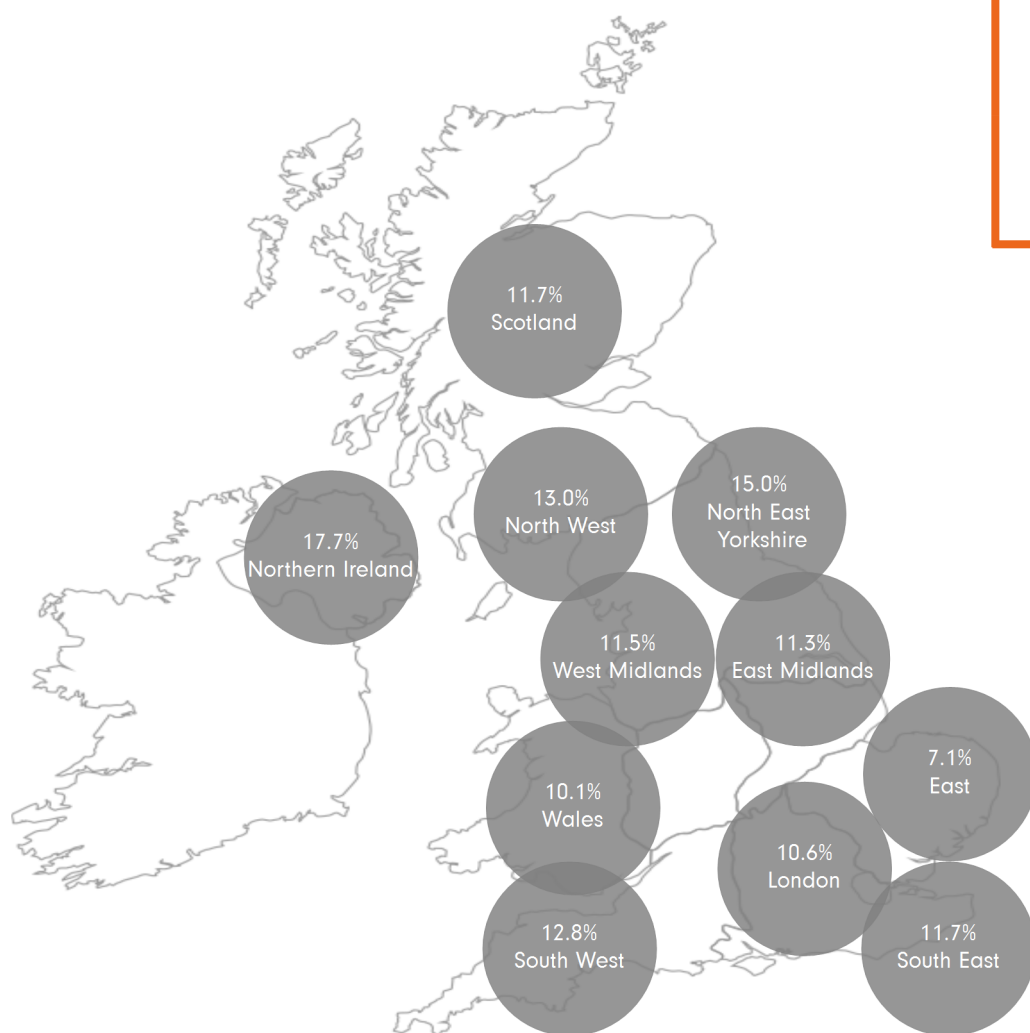 11.7%
Scotland
13.0%
North West
15.0%
North East
Yorkshire
17.7%
Northern Ireland
11.5%
West Midlands
11.3%
East Midlands
7.1%
East
10.1%
Wales
10.6%
London
12.8%
South West
11.7%
South East